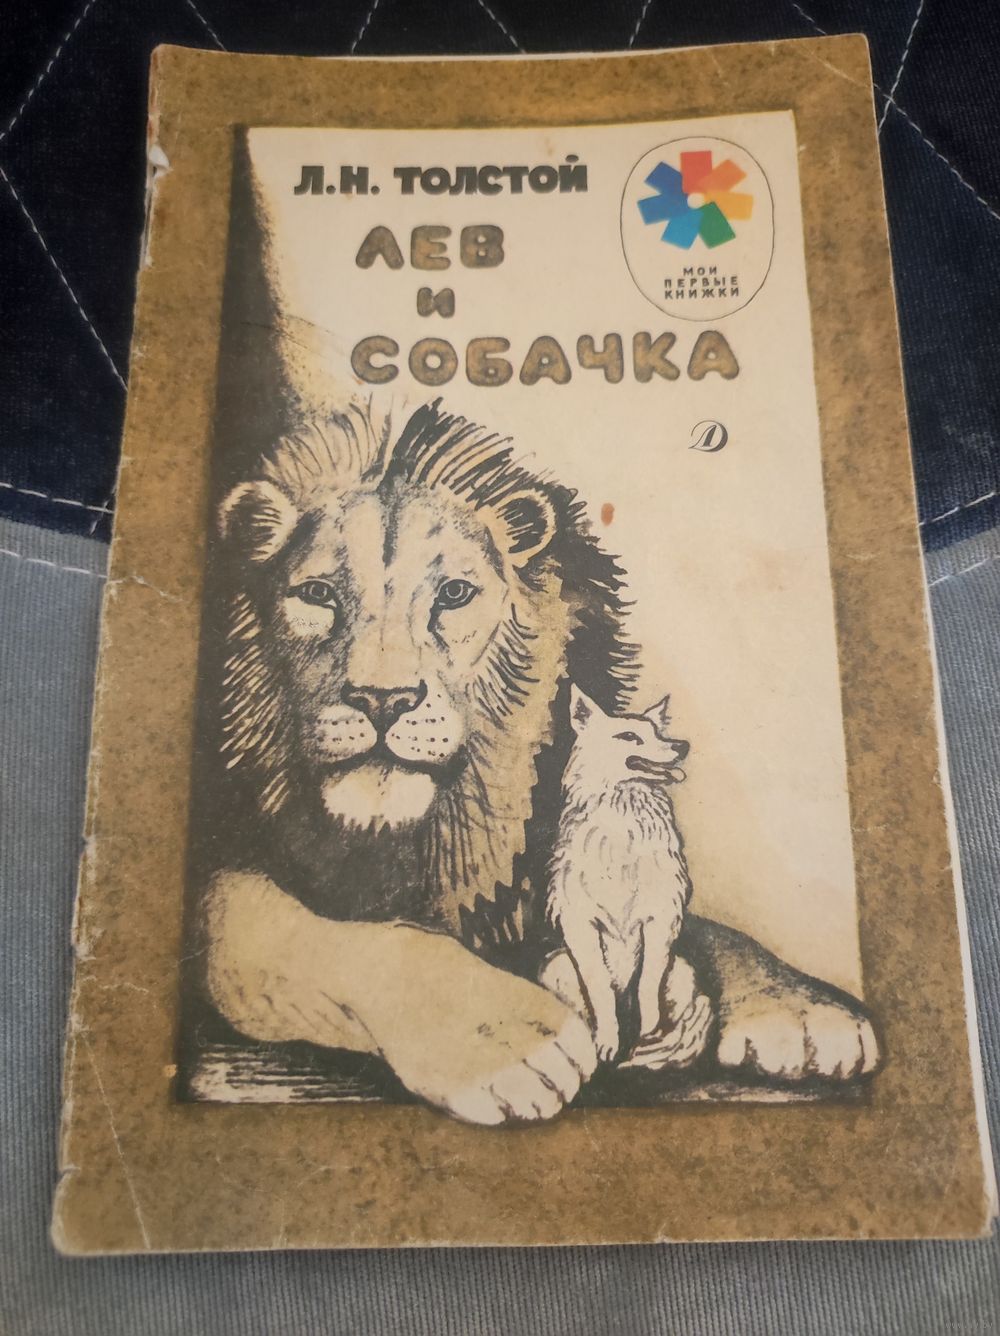 Л.Н. ТОЛСТОЙ
ЛЕВ
И
СОБАЧКА
МОИ
ПЕРВЫЕ
КНИЖКИ
Д